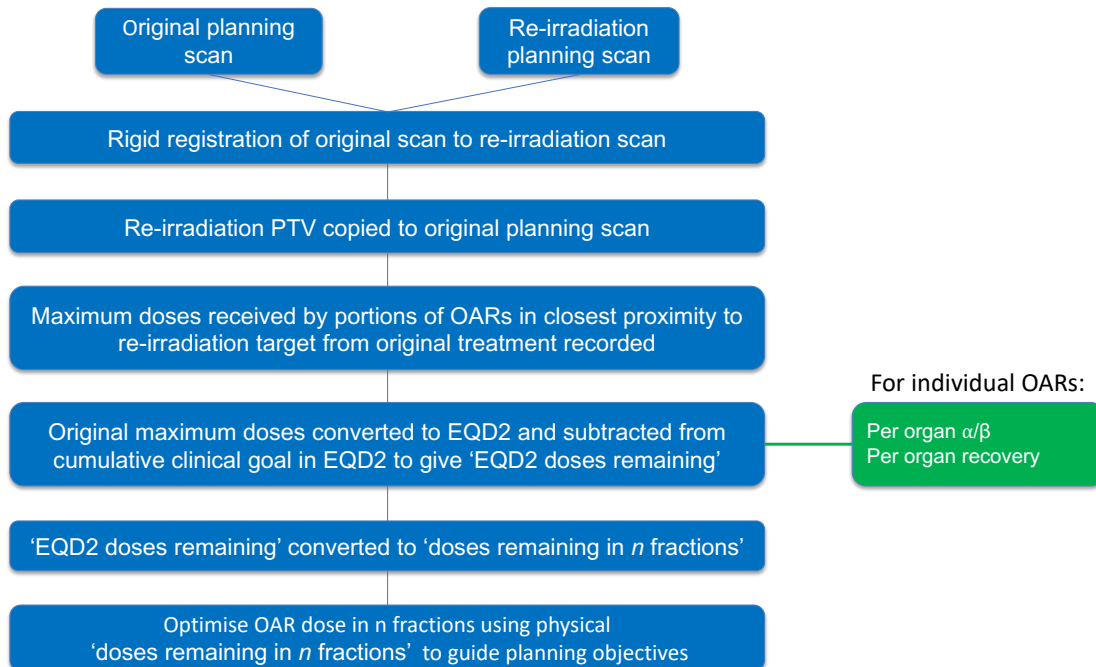 Original planning
scan
Re-irradiation
planning scan
Rigid registration of original scan to re-irradiation scan
Re-irradiation PTV copied to original planning scan
Maximum doses received by portions of OARs in closest proximity to
re-irradiation target from original treatment recorded
For individual OARs:
Original maximum doses converted to EQD2 and subtracted from
cumulative clinical goal in EQD2 to give ‘EQD2 doses remaining’
Per organ α/β
Per organ recovery
‘EQD2 doses remaining’ converted to ‘doses remaining in n fractions’
Optimise OAR dose in n fractions using physical
‘doses remaining in n fractions’ to guide planning objectives